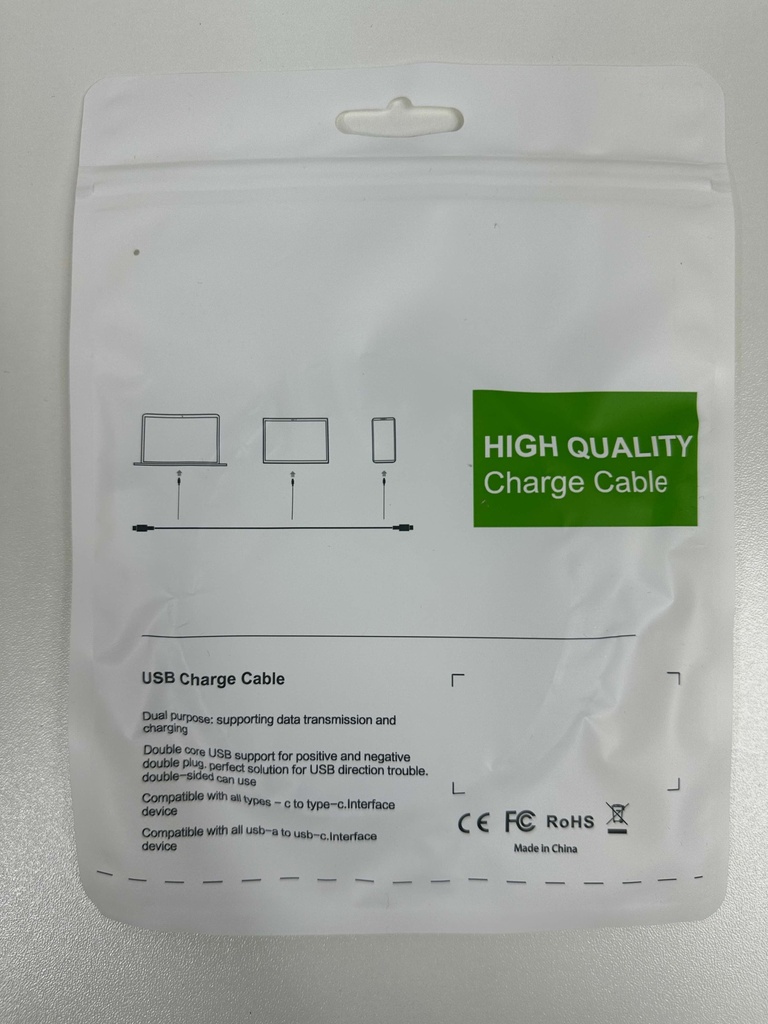 HIGH QUALITY
Charge Cable
USB Charge Cable
Dual purpose: supporting data transmission and
charging
Double core USB support for positive and negative
double plug, perfect solution for USB direction trouble.
double-sided can use
Compatible with all types - c to type-c.Interface
device
Compatible with all usb-a to usb-c.Interface
device
CE FC RoHS
Made in China